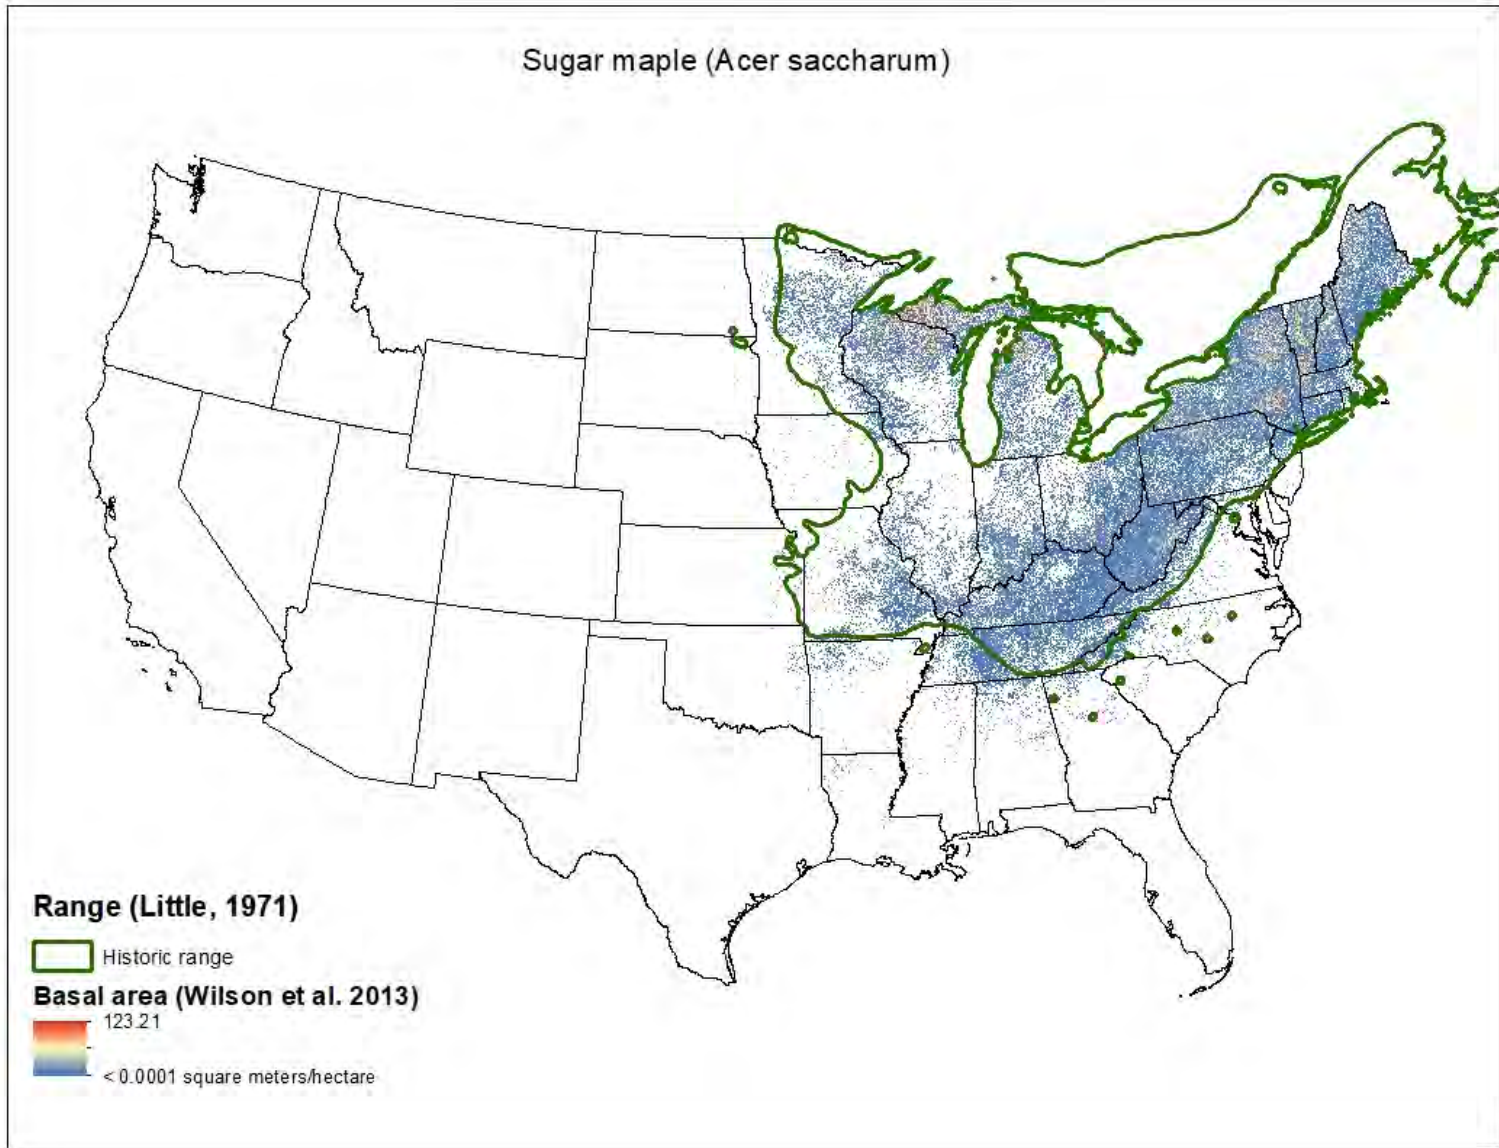 Sugar maple (Acer saccharum)
Range (Little, 1971)
Historic range
Basal area (Wilson et al. 2013)
123.21
< 0.0001 square meters/hectare